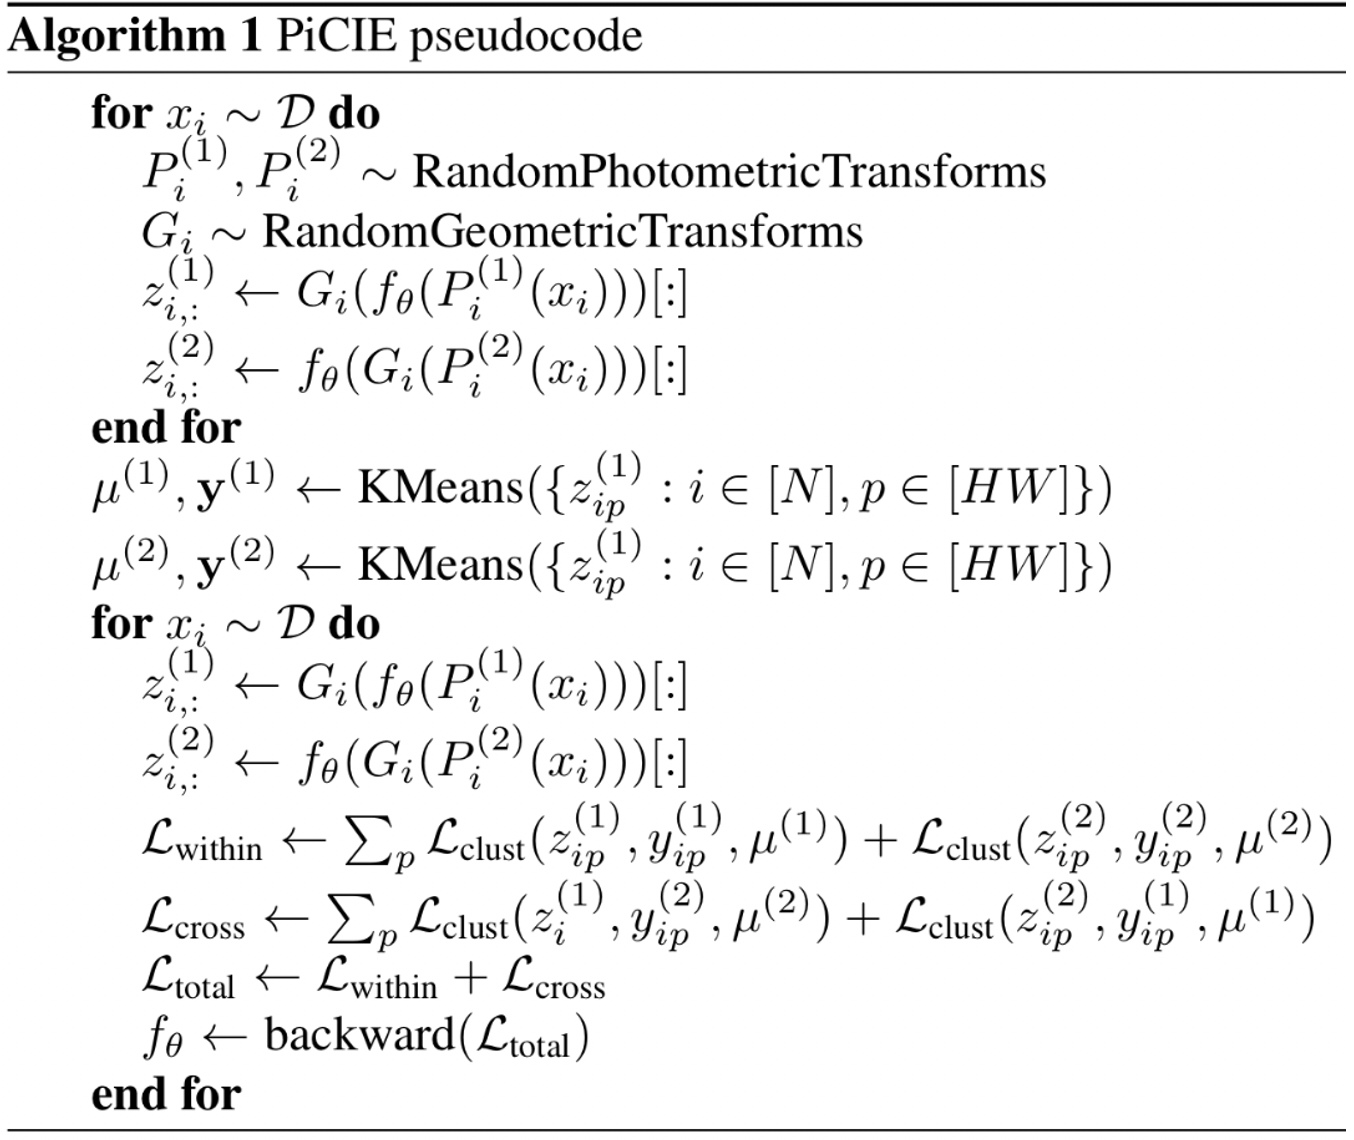 Algorithm 1 PiCIE pseudocode
for $x_i \sim \mathcal{D}$ do
$P_i^{(1)}, P_i^{(2)} \sim$ RandomPhotometricTransforms
$G_i \sim$ RandomGeometricTransforms
$z_{i,:}^{(1)} \leftarrow G_i(f_\theta(P_i^{(1)}(x_i)))[:]$
$z_{i,:}^{(2)} \leftarrow f_\theta(G_i(P_i^{(2)}(x_i)))[:]$
end for
$\mu^{(1)}, \mathbf{y}^{(1)} \leftarrow$ KMeans$(\{z_{ip}^{(1)} : i \in [N], p \in [HW]\})$
$\mu^{(2)}, \mathbf{y}^{(2)} \leftarrow$ KMeans$(\{z_{ip}^{(1)} : i \in [N], p \in [HW]\})$
for $x_i \sim \mathcal{D}$ do
$z_{i,:}^{(1)} \leftarrow G_i(f_\theta(P_i^{(1)}(x_i)))[:]$
$z_{i,:}^{(2)} \leftarrow f_\theta(G_i(P_i^{(2)}(x_i)))[:]$
$\mathcal{L}_{\text{within}} \leftarrow \sum_p \mathcal{L}_{\text{clust}}(z_{ip}^{(1)}, y_{ip}^{(1)}, \mu^{(1)}) + \mathcal{L}_{\text{clust}}(z_{ip}^{(2)}, y_{ip}^{(2)}, \mu^{(2)})$
$\mathcal{L}_{\text{cross}} \leftarrow \sum_p \mathcal{L}_{\text{clust}}(z_i^{(1)}, y_{ip}^{(2)}, \mu^{(2)}) + \mathcal{L}_{\text{clust}}(z_{ip}^{(2)}, y_{ip}^{(1)}, \mu^{(1)})$
$\mathcal{L}_{\text{total}} \leftarrow \mathcal{L}_{\text{within}} + \mathcal{L}_{\text{cross}}$
$f_\theta \leftarrow$ backward$(\mathcal{L}_{\text{total}})$
end for